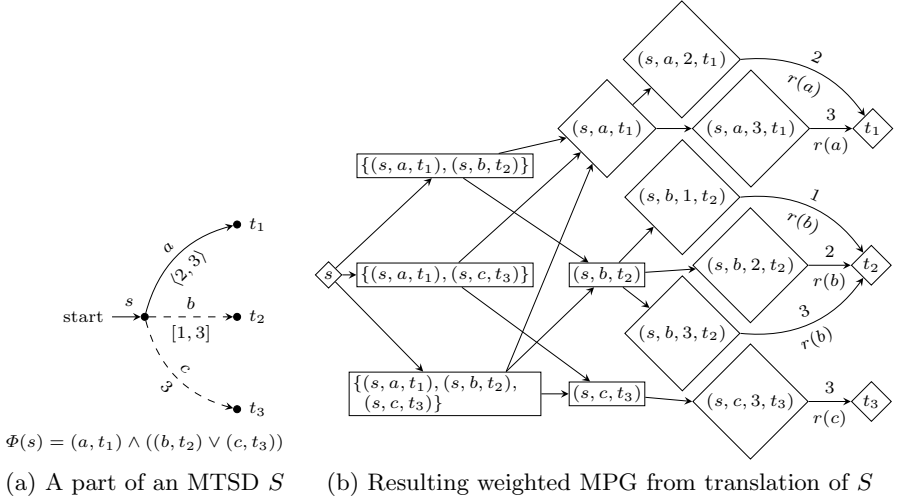 start
s
a
⟨2, 3⟩
t₁
b
[1, 3]
t₂
c
3
t₃
Φ(s) = (a, t₁) ∧ ((b, t₂) ∨ (c, t₃))
(a) A part of an MTSD S
s
{(s, a, t₁), (s, b, t₂)}
{(s, a, t₁), (s, c, t₃)}
{(s, a, t₁), (s, b, t₂),
(s, c, t₃)}
(s, a, t₁)
(s, b, t₂)
(s, c, t₃)
(s, a, 2, t₁)
(s, a, 3, t₁)
(s, b, 1, t₂)
(s, b, 2, t₂)
(s, b, 3, t₂)
(s, c, 3, t₃)
2
r(a)
3
r(a)
t₁
1
r(b)
2
r(b)
3
r(b)
t₂
3
r(c)
t₃
(b) Resulting weighted MPG from translation of S